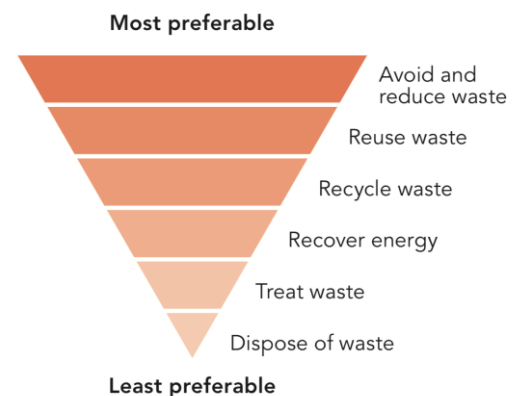 Most preferable
Avoid and
reduce waste
Reuse waste
Recycle waste
Recover energy
Treat waste
Dispose of waste
Least preferable